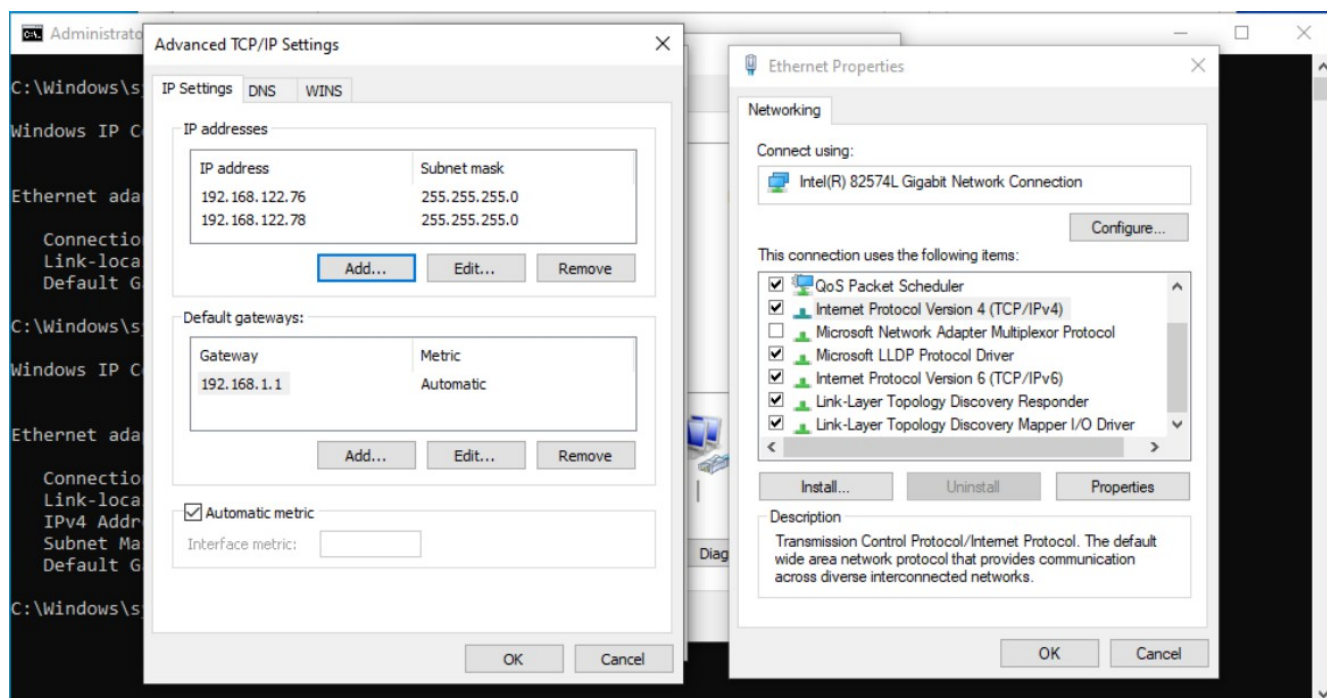 Administrato
C:\Windows\s
Windows IP C
Ethernet ada
Connectio
Link-loca
Default G
C:\Windows\s
Windows IP C
Ethernet ada
Connectio
Link-loca
IPv4 Addr
Subnet Ma
Default G
C:\Windows\s
Advanced TCP/IP Settings
IP Settings DNS WINS
IP addresses
IP address Subnet mask
192.168.122.76 255.255.255.0
192.168.122.78 255.255.255.0
Add... Edit... Remove
Default gateways:
Gateway Metric
192.168.1.1 Automatic
Add... Edit... Remove
Automatic metric
Interface metric:
OK Cancel
Diag
Ethernet Properties
Networking
Connect using:
Intel(R) 82574L Gigabit Network Connection
Configure...
This connection uses the following items:
QoS Packet Scheduler
Internet Protocol Version 4 (TCP/IPv4)
Microsoft Network Adapter Multiplexor Protocol
Microsoft LLDP Protocol Driver
Internet Protocol Version 6 (TCP/IPv6)
Link-Layer Topology Discovery Responder
Link-Layer Topology Discovery Mapper I/O Driver
Install... Uninstall Properties
Description
Transmission Control Protocol/Internet Protocol. The default
wide area network protocol that provides communication
across diverse interconnected networks.
OK Cancel